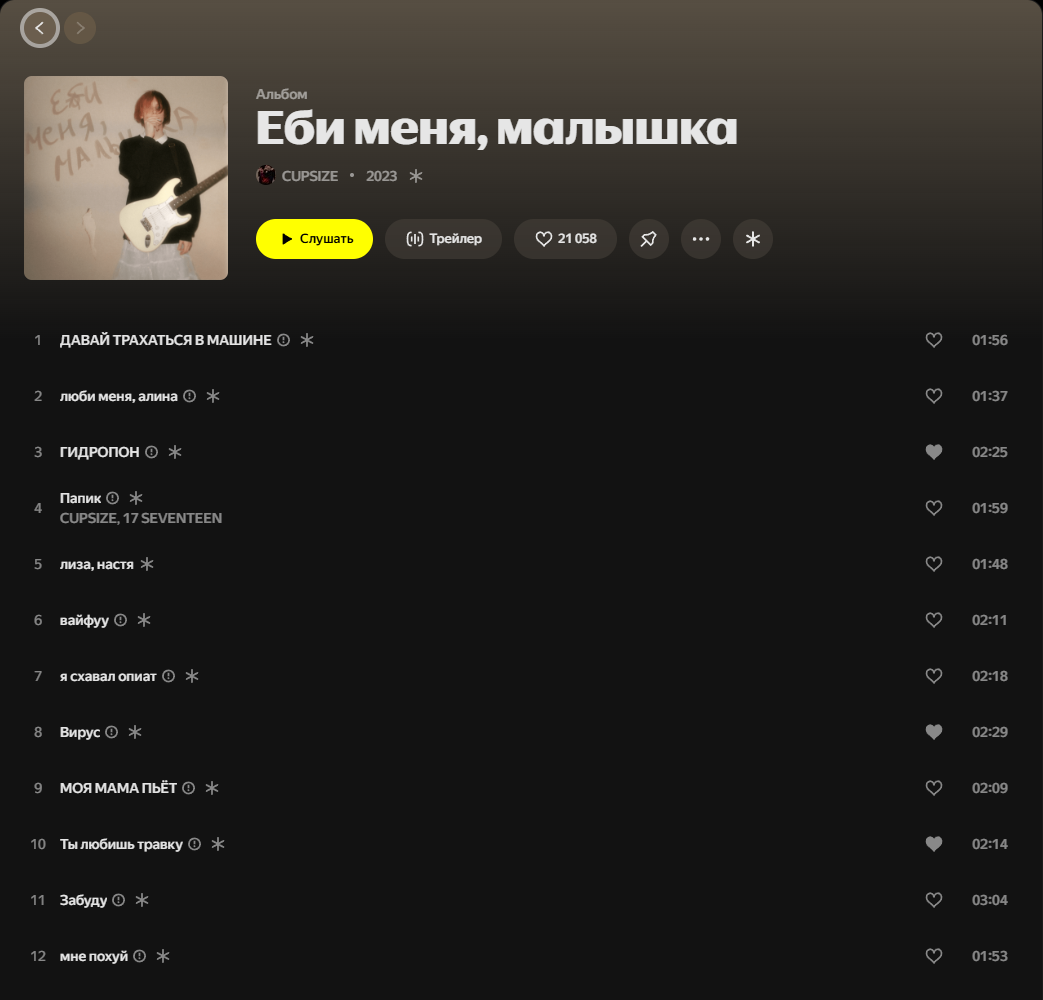 ЕБИ
МЕНЯ,
МАЛЫШКА
Альбом
Еби меня, малышка
CUPSIZE • 2023
Слушать Трейлер 21 058
1 ДАВАЙ ТРАХАТЬСЯ В МАШИНЕ 01:56
2 люби меня, алина 01:37
3 ГИДРОПОН 02:25
4 Папик 01:59
CUPSIZE, 17 SEVENTEEN
5 лиза, настя 01:48
6 вайфуу 02:11
7 я схавал опиат 02:18
8 Вирус 02:29
9 МОЯ МАМА ПЬЁТ 02:09
10 Ты любишь травку 02:14
11 Забуду 03:04
12 мне похуй 01:53